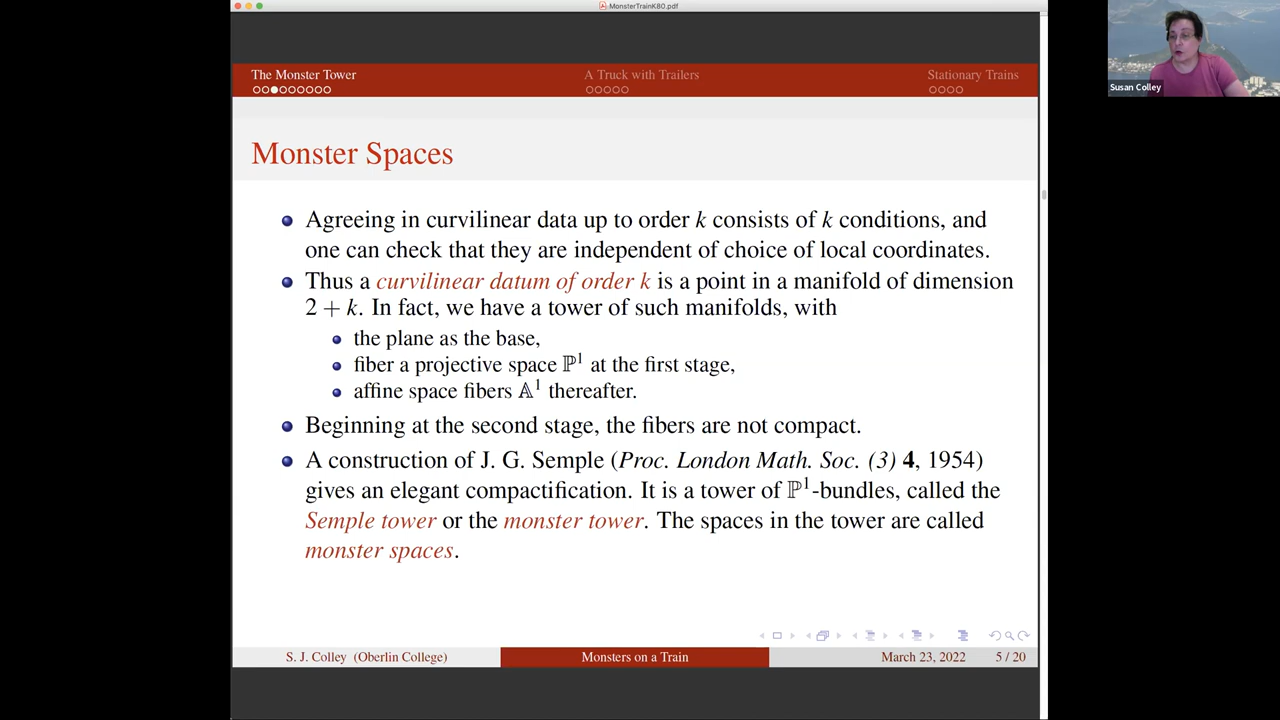 MonsterTrainK80.pdf
The Monster Tower
A Truck with Trailers
Stationary Trains
Susan Colley
Monster Spaces
Agreeing in curvilinear data up to order k consists of k conditions, and
one can check that they are independent of choice of local coordinates.
Thus a curvilinear datum of order k is a point in a manifold of dimension
2 + k. In fact, we have a tower of such manifolds, with
the plane as the base,
fiber a projective space ℙ¹ at the first stage,
affine space fibers 𝔸¹ thereafter.
Beginning at the second stage, the fibers are not compact.
A construction of J. G. Semple (Proc. London Math. Soc. (3) 4, 1954)
gives an elegant compactification. It is a tower of ℙ¹-bundles, called the
Semple tower or the monster tower. The spaces in the tower are called
monster spaces.
S. J. Colley (Oberlin College)
Monsters on a Train
March 23, 2022
5 / 20